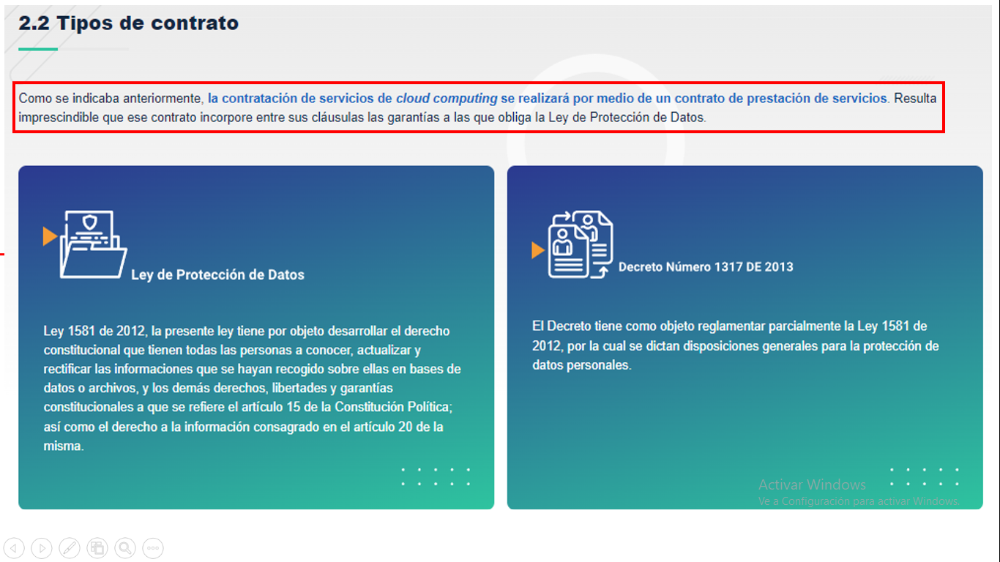 2.2 Tipos de contrato
Como se indicaba anteriormente, la contratación de servicios de cloud computing se realizará por medio de un contrato de prestación de servicios. Resulta
imprescindible que ese contrato incorpore entre sus cláusulas las garantías a las que obliga la Ley de Protección de Datos.
Ley de Protección de Datos
Ley 1581 de 2012, la presente ley tiene por objeto desarrollar el derecho
constitucional que tienen todas las personas a conocer, actualizar y
rectificar las informaciones que se hayan recogido sobre ellas en bases de
datos o archivos, y los demás derechos, libertades y garantías
constitucionales a que se refiere el artículo 15 de la Constitución Política;
así como el derecho a la información consagrado en el artículo 20 de la
misma.
Decreto Número 1317 DE 2013
El Decreto tiene como objeto reglamentar parcialmente la Ley 1581 de
2012, por la cual se dictan disposiciones generales para la protección de
datos personales.
Activar Windows
Ve a Configuración para activar Windows.